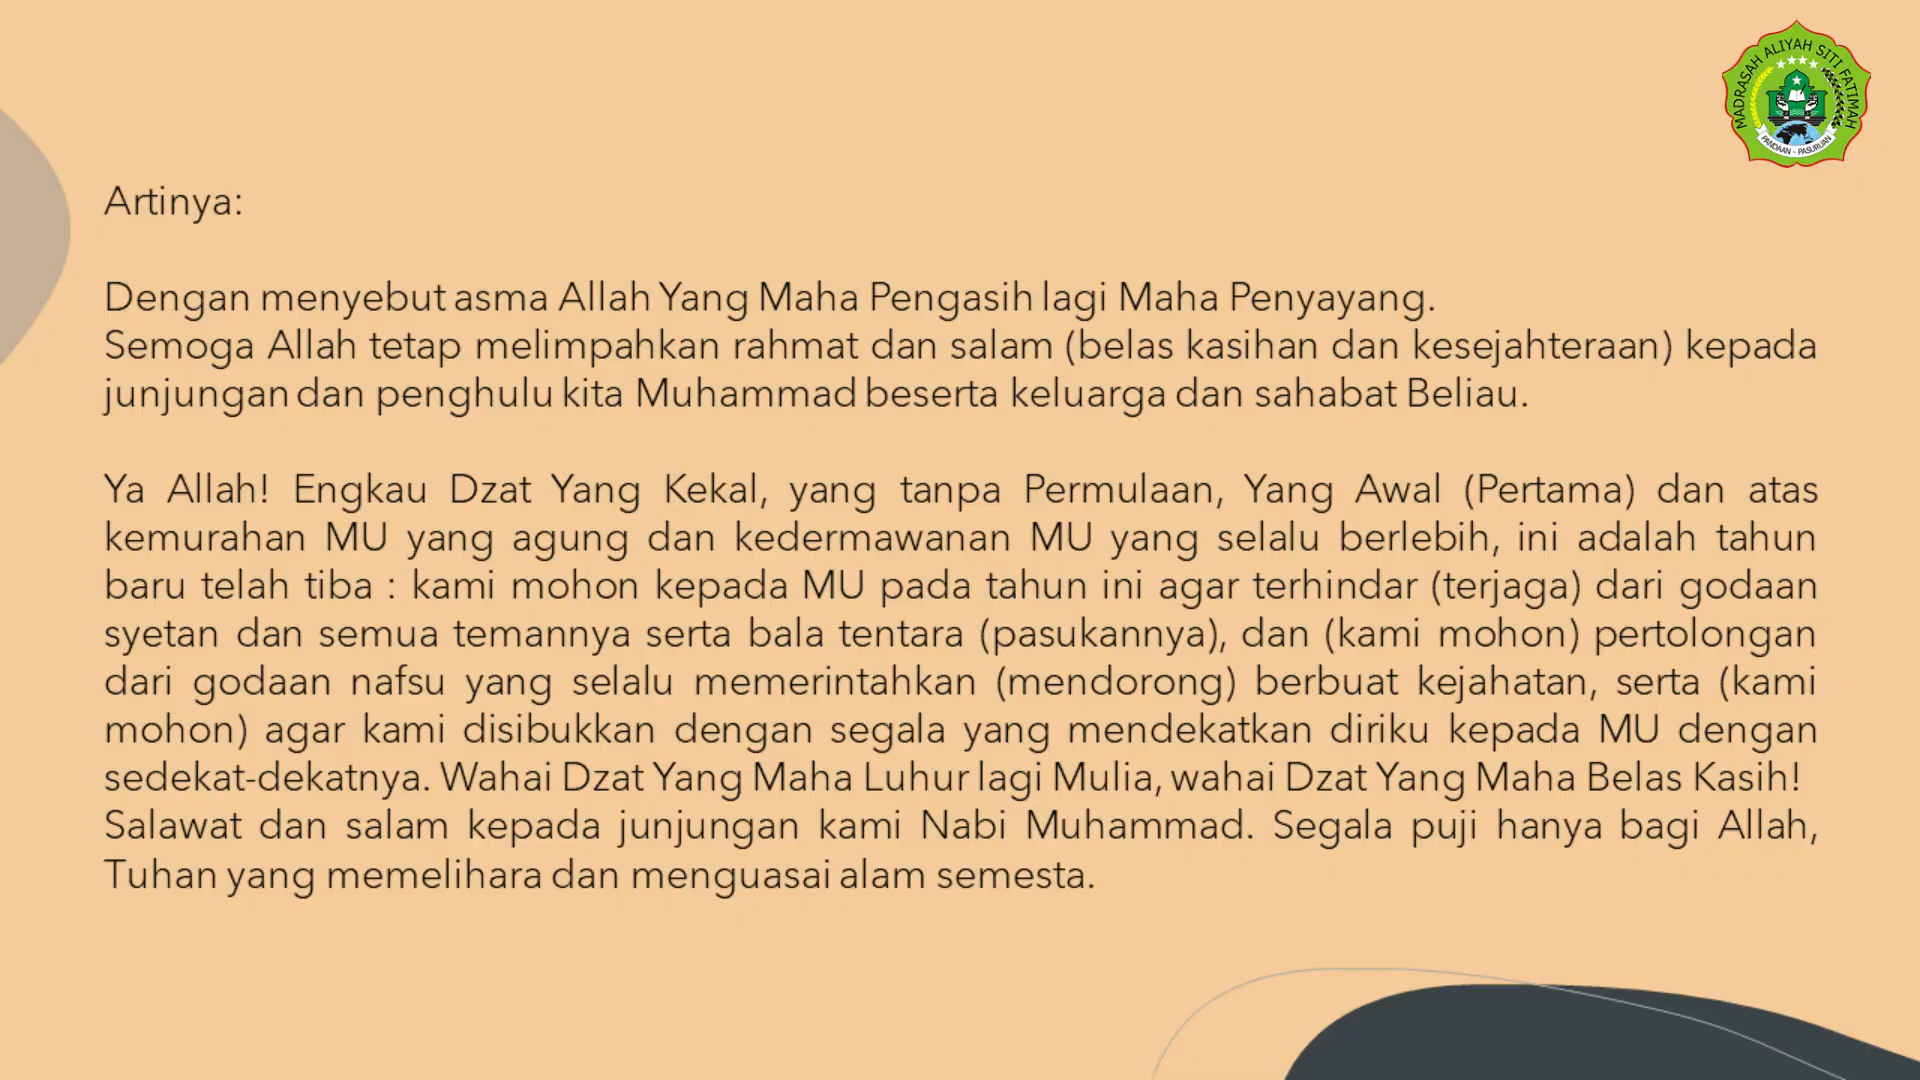 MADRASAH ALIYAH SITI FATIMAH
PANDAAN - PASURUAN
Artinya:
Dengan menyebut asma Allah Yang Maha Pengasih lagi Maha Penyayang.
Semoga Allah tetap melimpahkan rahmat dan salam (belas kasihan dan kesejahteraan) kepada
junjungan dan penghulu kita Muhammad beserta keluarga dan sahabat Beliau.
Ya Allah! Engkau Dzat Yang Kekal, yang tanpa Permulaan, Yang Awal (Pertama) dan atas
kemurahan MU yang agung dan kedermawanan MU yang selalu berlebih, ini adalah tahun
baru telah tiba : kami mohon kepada MU pada tahun ini agar terhindar (terjaga) dari godaan
syetan dan semua temannya serta bala tentara (pasukannya), dan (kami mohon) pertolongan
dari godaan nafsu yang selalu memerintahkan (mendorong) berbuat kejahatan, serta (kami
mohon) agar kami disibukkan dengan segala yang mendekatkan diriku kepada MU dengan
sedekat-dekatnya. Wahai Dzat Yang Maha Luhur lagi Mulia, wahai Dzat Yang Maha Belas Kasih!
Salawat dan salam kepada junjungan kami Nabi Muhammad. Segala puji hanya bagi Allah,
Tuhan yang memelihara dan menguasai alam semesta.